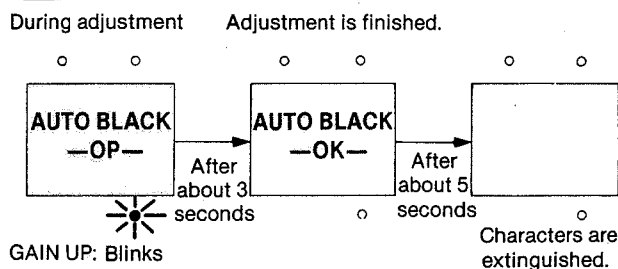 During adjustment
Adjustment is finished.
AUTO BLACK
—OP—
After
about 3
seconds
AUTO BLACK
—OK—
After
about 5
seconds
GAIN UP: Blinks
Characters are
extinguished.